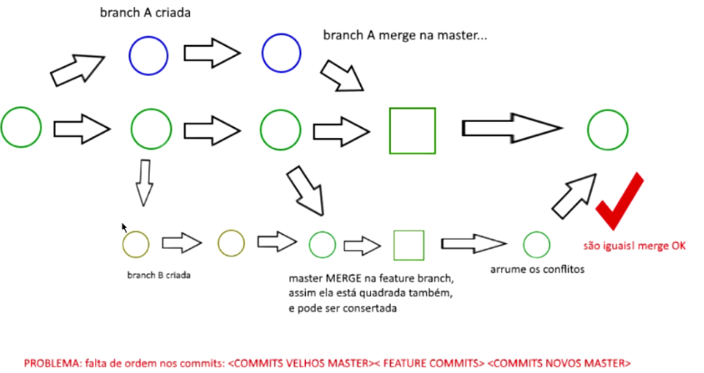 branch A criada
branch A merge na master...
são iguais! merge OK
branch B criada
master MERGE na feature branch,
assim ela está quadrada também,
e pode ser consertada
arrume os conflitos
PROBLEMA: falta de ordem nos commits: <COMMITS VELHOS MASTER>< FEATURE COMMITS> <COMMITS NOVOS MASTER>